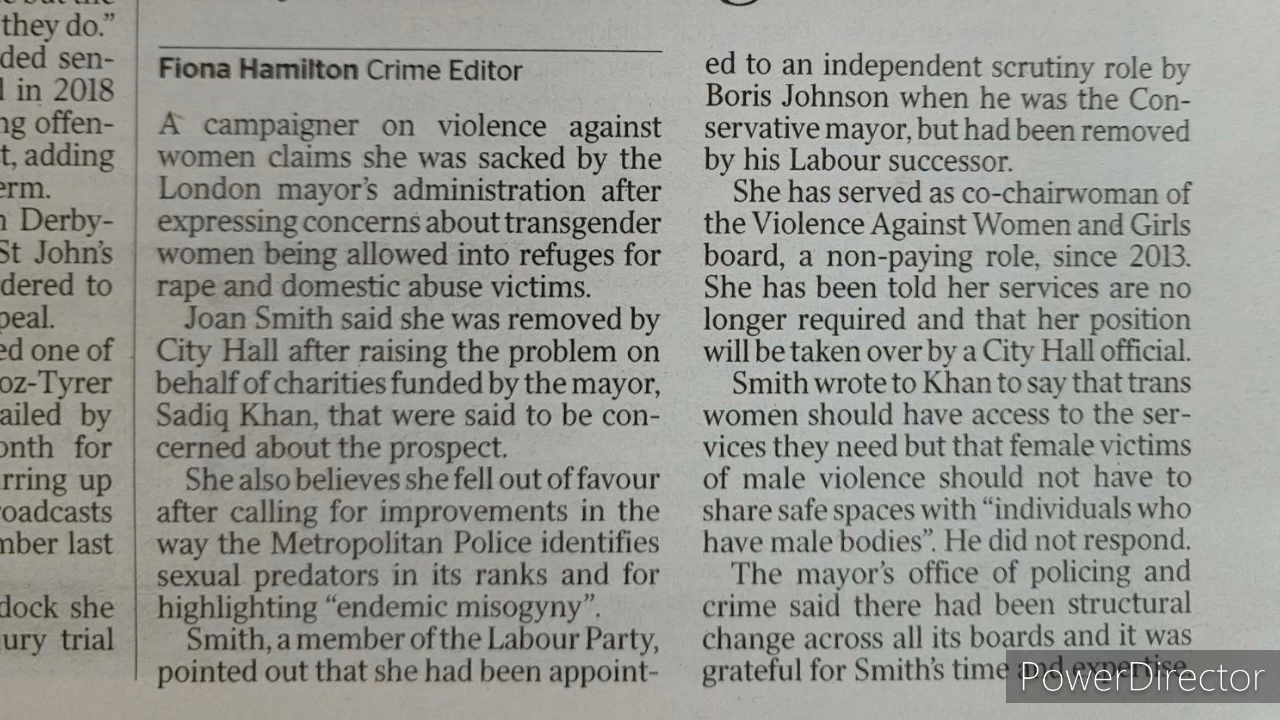 they do."
ded sen-
in 2018
ng offen-
t, adding
erm.
Derby-
St John's
dered to
peal.
ed one of
oz-Tyrer
ailed by
onth for
rring up
roadcasts
mber last
dock she
ury trial
Fiona Hamilton Crime Editor
A campaigner on violence against
women claims she was sacked by the
London mayor's administration after
expressing concerns about transgender
women being allowed into refuges for
rape and domestic abuse victims.
Joan Smith said she was removed by
City Hall after raising the problem on
behalf of charities funded by the mayor,
Sadiq Khan, that were said to be con-
cerned about the prospect.
She also believes she fell out of favour
after calling for improvements in the
way the Metropolitan Police identifies
sexual predators in its ranks and for
highlighting "endemic misogyny".
Smith, a member of the Labour Party,
pointed out that she had been appoint-
ed to an independent scrutiny role by
Boris Johnson when he was the Con-
servative mayor, but had been removed
by his Labour successor.
She has served as co-chairwoman of
the Violence Against Women and Girls
board, a non-paying role, since 2013.
She has been told her services are no
longer required and that her position
will be taken over by a City Hall official.
Smith wrote to Khan to say that trans
women should have access to the ser-
vices they need but that female victims
of male violence should not have to
share safe spaces with "individuals who
have male bodies". He did not respond.
The mayor's office of policing and
crime said there had been structural
change across all its boards and it was
grateful for Smith's time and expertise.
PowerDirector